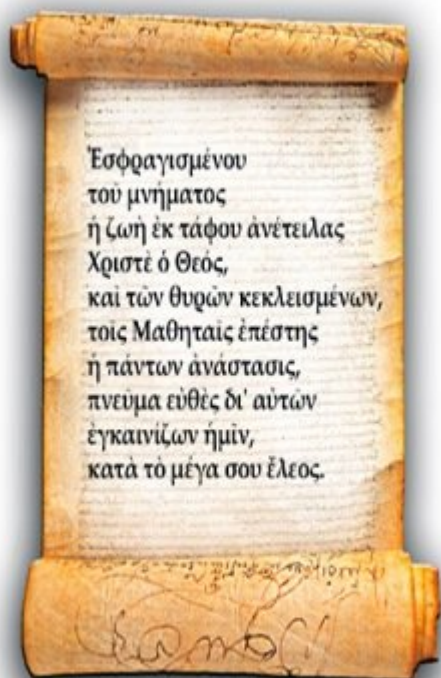 Ἐσφραγισμένου
τοῦ μνήματος
ἡ ζωὴ ἐκ τάφου ἀνέτειλας
Χριστὲ ὁ Θεός,
καὶ τῶν θυρῶν κεκλεισμένων,
τοῖς Μαθηταῖς ἐπέστης
ἡ πάντων ἀνάστασις,
πνεῦμα εὐθὲς δι' αὐτῶν
ἐγκαινίζων ἡμῖν,
κατὰ τὸ μέγα σου ἔλεος.